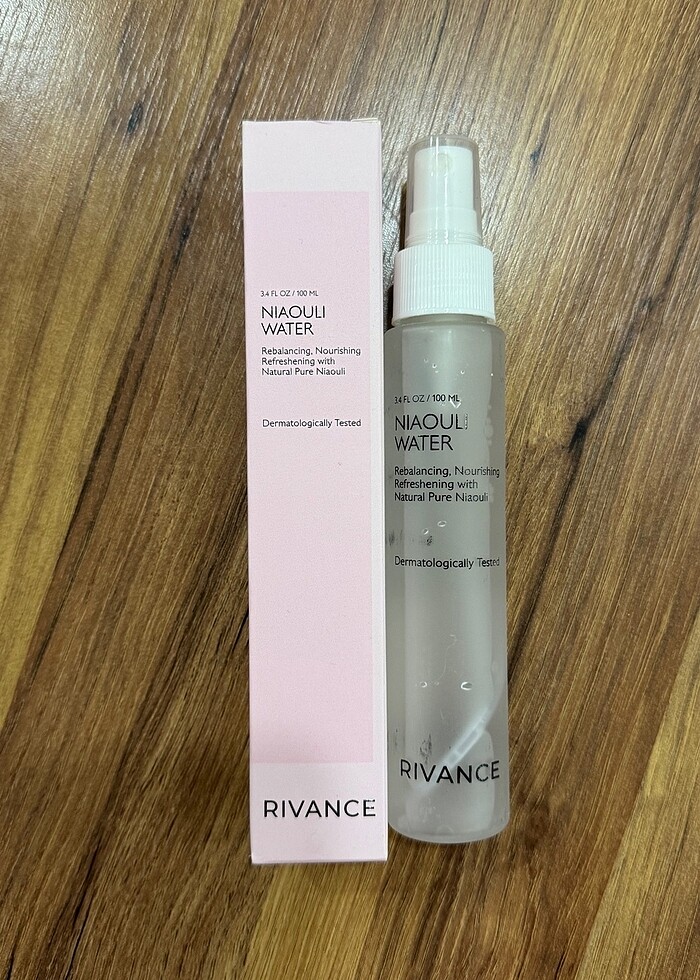 3.4 FL OZ / 100 ML
NIAOULI
WATER
Rebalancing, Nourishing
Refreshening with
Natural Pure Niaouli
Dermatologically Tested
RIVANCE
3.4 FL OZ / 100 ML
NIAOULI
WATER
Rebalancing, Nourishing
Refreshening with
Natural Pure Niaouli
Dermatologically Tested
RIVANCE